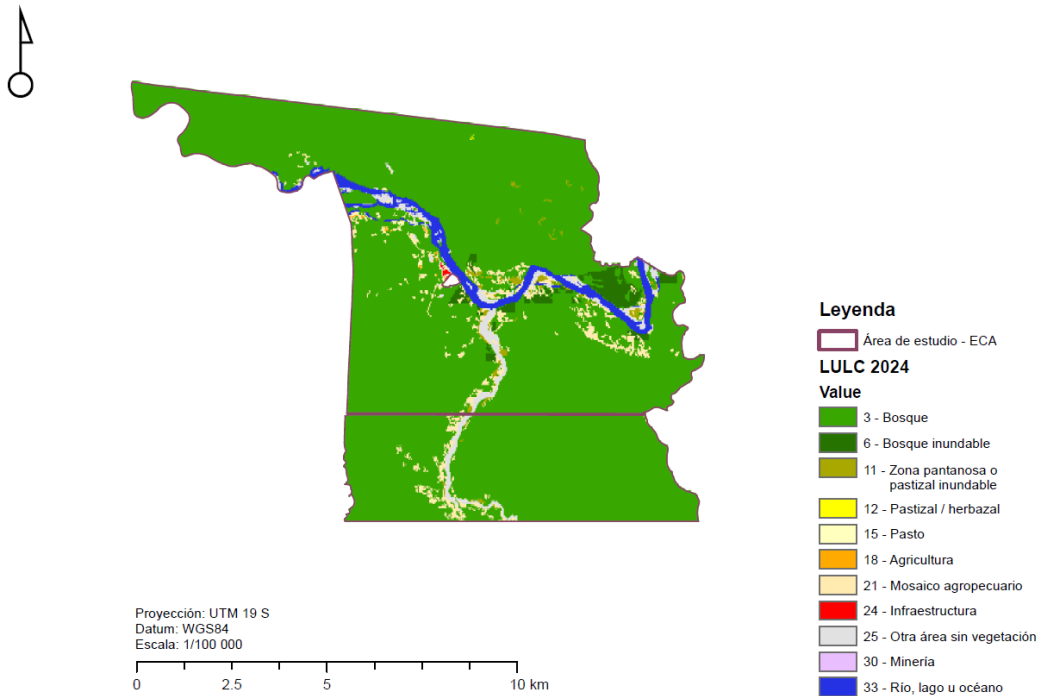 Leyenda
Área de estudio - ECA
LULC 2024
Value
3 - Bosque
6 - Bosque inundable
11 - Zona pantanosa o
pastizal inundable
12 - Pastizal / herbazal
15 - Pasto
18 - Agricultura
21 - Mosaico agropecuario
24 - Infraestructura
25 - Otra área sin vegetación
30 - Minería
33 - Río, lago u océano
Proyección: UTM 19 S
Datum: WGS84
Escala: 1/100 000
0 2.5 5 10 km